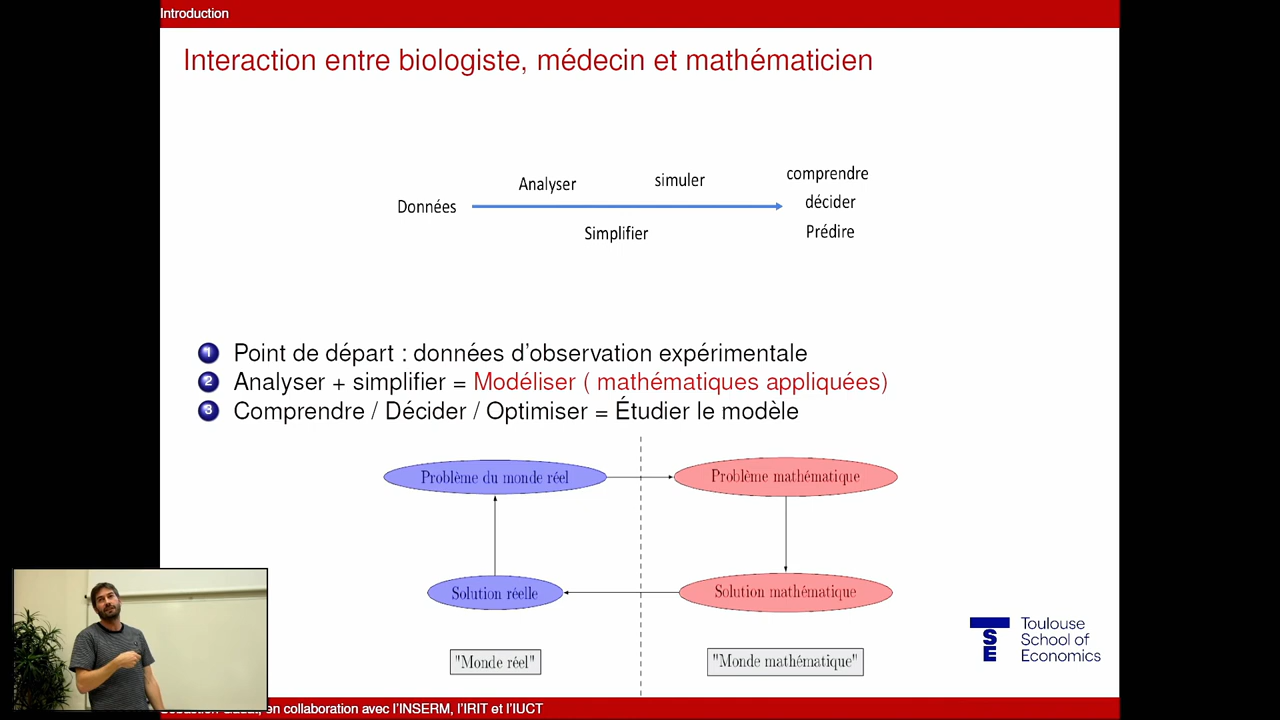 Introduction
Interaction entre biologiste, médecin et mathématicien
Analyser
simuler
comprendre
Données
décider
Simplifier
Prédire
1 Point de départ : données d'observation expérimentale
2 Analyser + simplifier = Modéliser ( mathématiques appliquées)
3 Comprendre / Décider / Optimiser = Étudier le modèle
Problème du monde réel
Problème mathématique
Solution réelle
Solution mathématique
"Monde réel"
"Monde mathématique"
TSE
Toulouse
School of
Economics
en collaboration avec l'INSERM, l'IRIT et l'IUCT